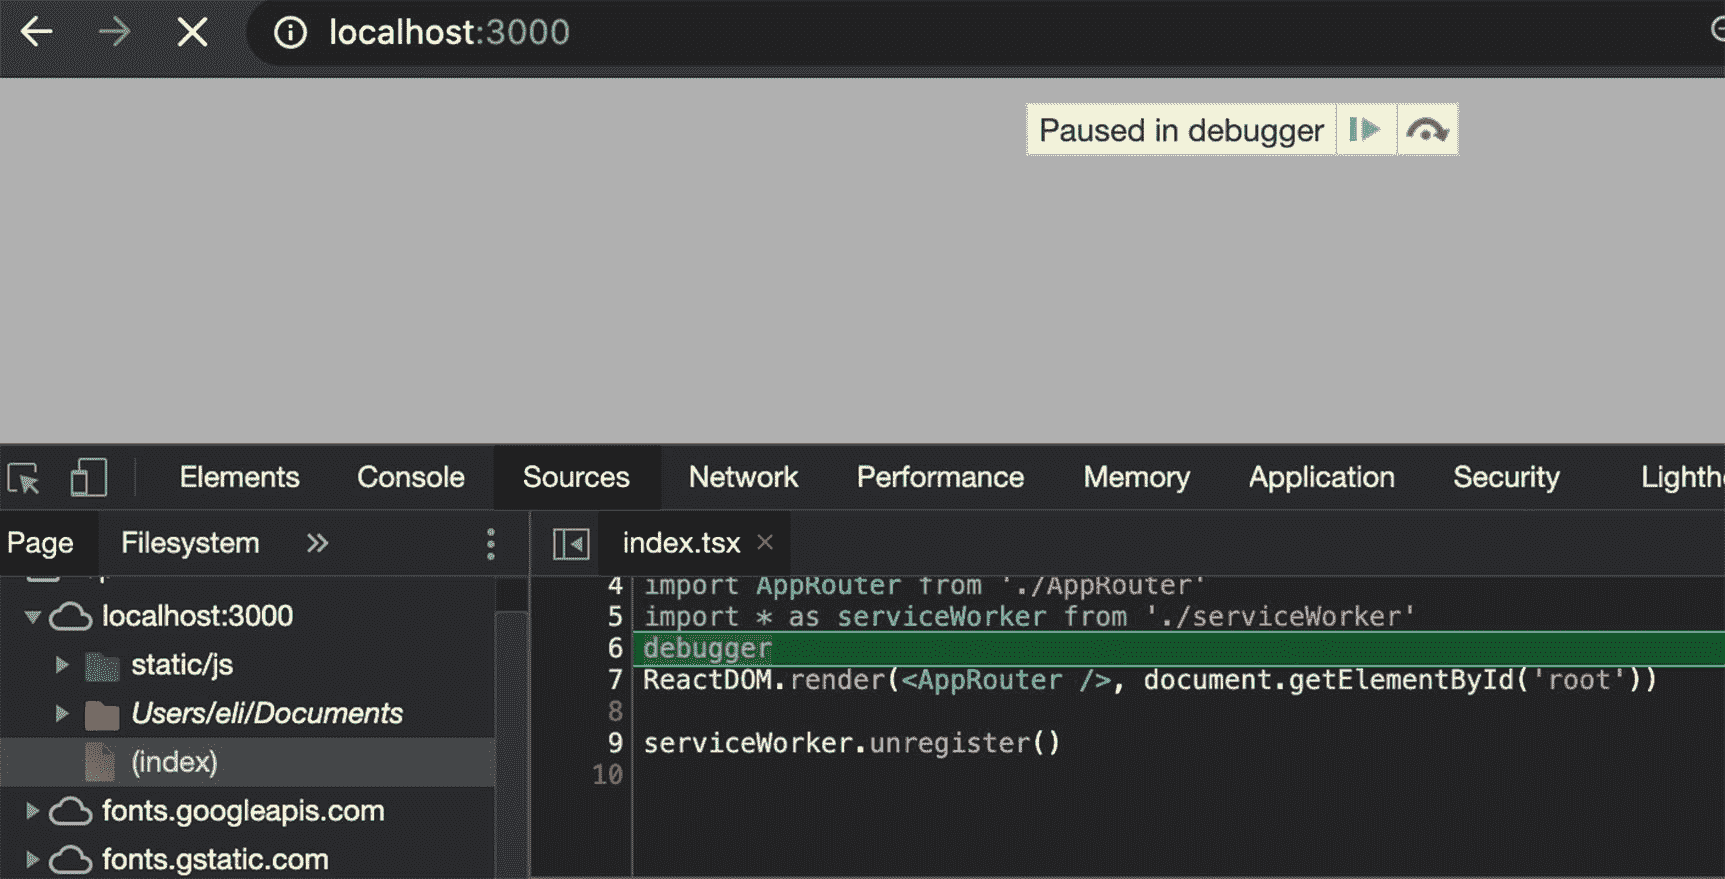 localhost:3000
Paused in debugger
Elements Console Sources Network Performance Memory Application Security Lighth
Page Filesystem »
index.tsx ×
localhost:3000
static/js
Users/eli/Documents
(index)
fonts.googleapis.com
fonts.gstatic.com
4 import AppRouter from './AppRouter'
5 import * as serviceWorker from './serviceWorker'
6 debugger
7 ReactDOM.render(<AppRouter />, document.getElementById('root'))
8
9 serviceWorker.unregister()
10